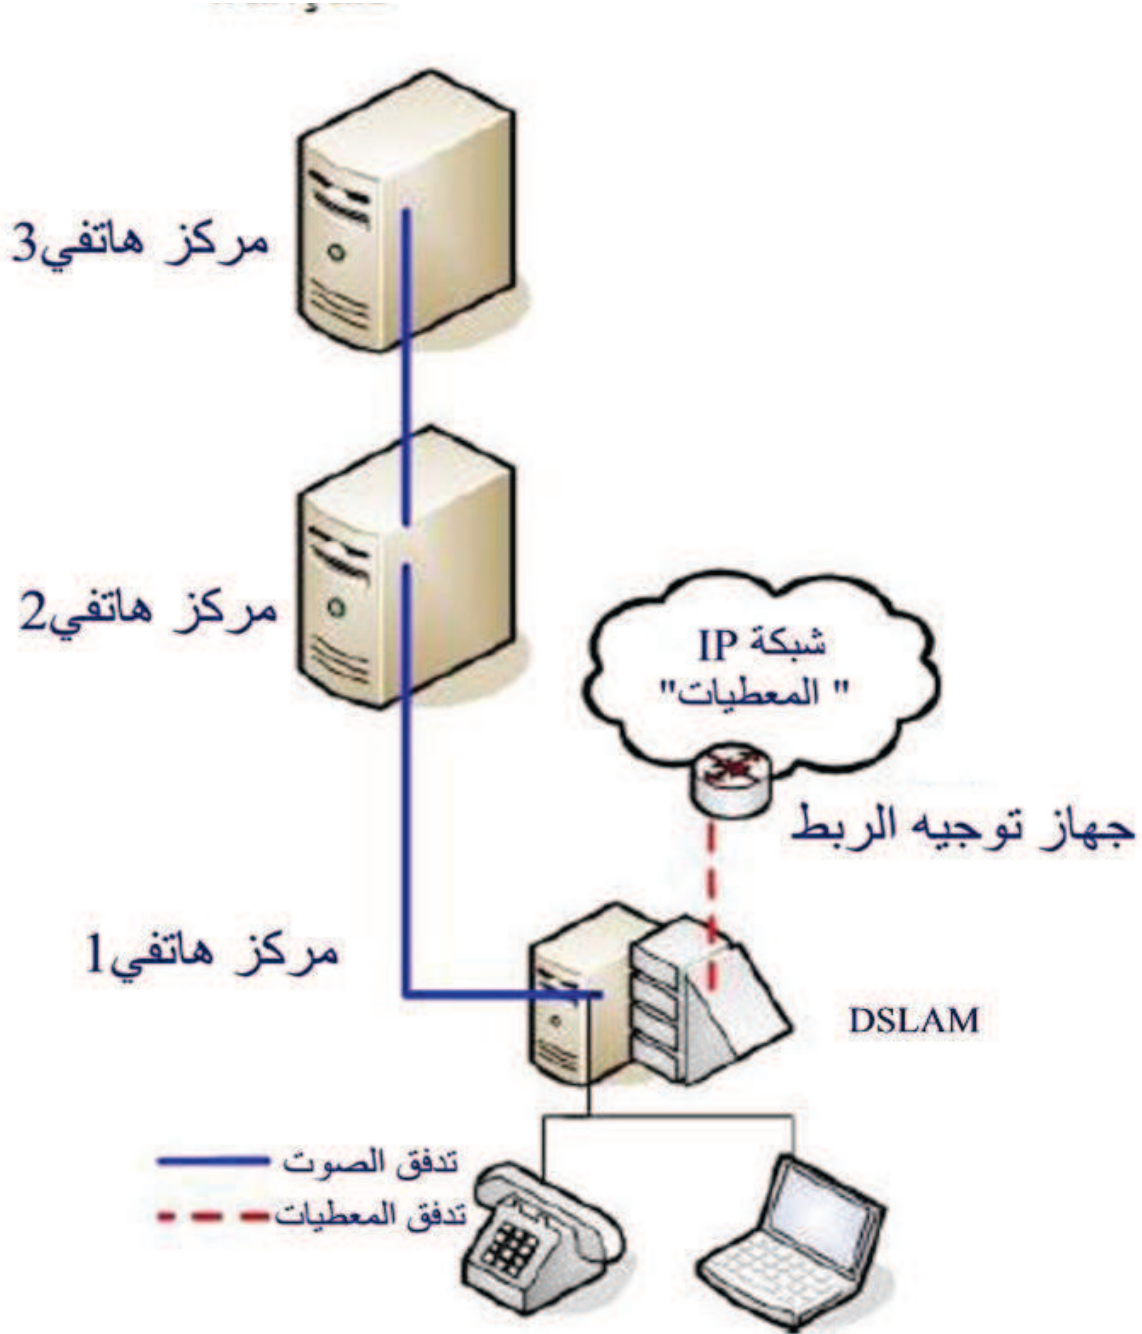 مركز هاتفي3
مركز هاتفي2
شبكة IP
" المعطيات"
جهاز توجيه الربط
مركز هاتفي1
DSLAM
تدفق الصوت
تدفق المعطيات